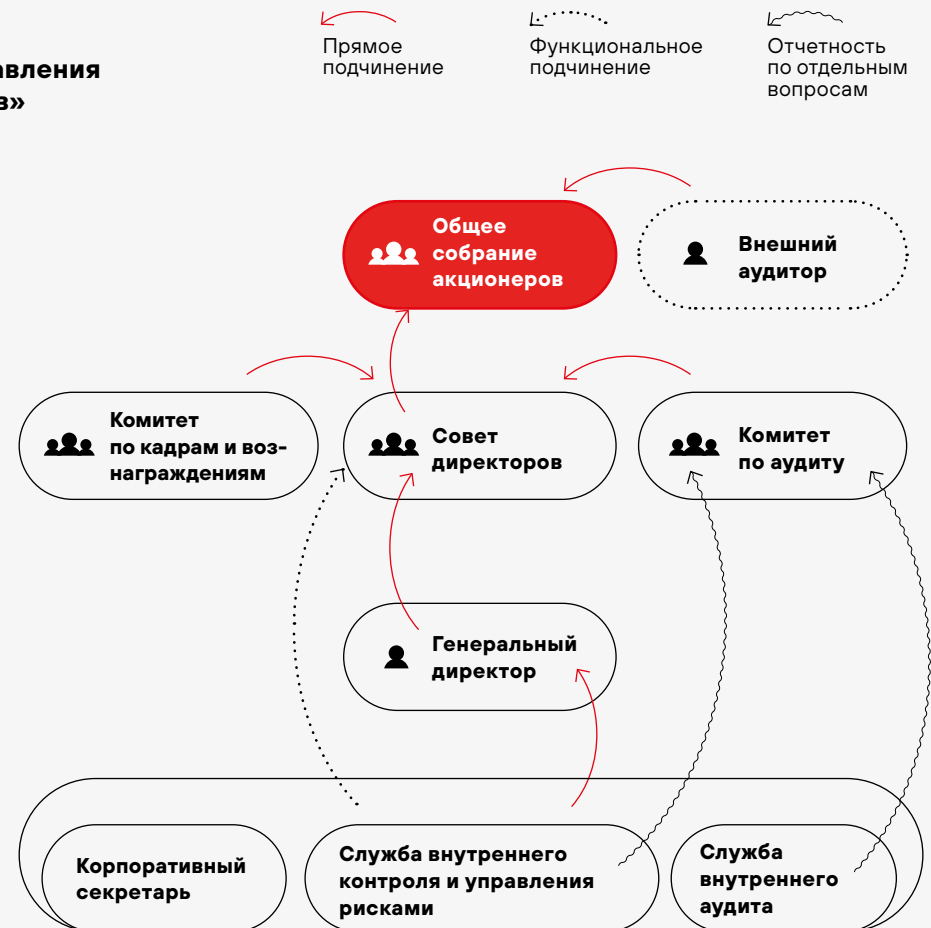 в»
Прямое
подчинение
Функциональное
подчинение
Отчетность
по отдельным
вопросам
Общее
собрание
акционеров
Внешний
аудитор
Комитет
по кадрам и воз-
награждениям
Совет
директоров
Комитет
по аудиту
Генеральный
директор
Корпоративный
секретарь
Служба внутреннего
контроля и управления
рисками
Служба
внутреннего
аудита